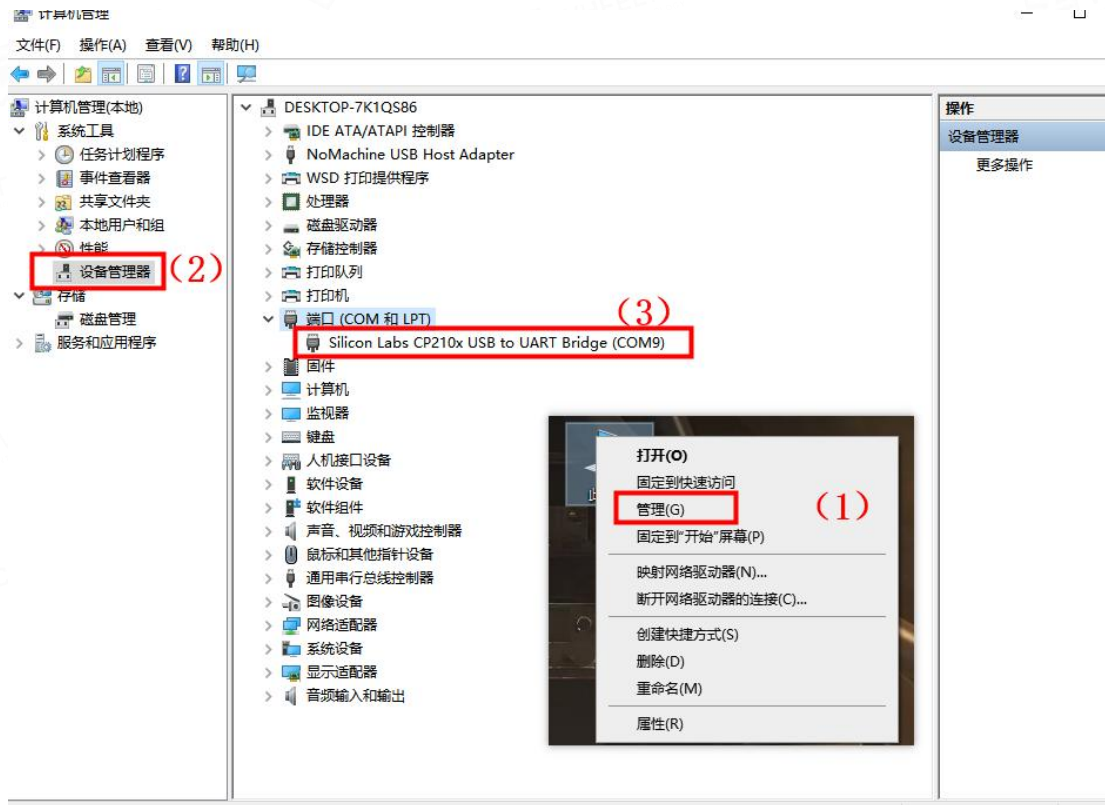 计算机管理
文件(F) 操作(A) 查看(V) 帮助(H)
计算机管理(本地)
系统工具
任务计划程序
事件查看器
共享文件夹
本地用户和组
性能
设备管理器
(2)
存储
磁盘管理
服务和应用程序
DESKTOP-7K1QS86
IDE ATA/ATAPI 控制器
NoMachine USB Host Adapter
WSD 打印提供程序
处理器
磁盘驱动器
存储控制器
打印队列
打印机
端口 (COM 和 LPT)
(3)
Silicon Labs CP210x USB to UART Bridge (COM9)
固件
计算机
监视器
键盘
人机接口设备
软件设备
软件组件
声音、视频和游戏控制器
鼠标和其他指针设备
通用串行总线控制器
图像设备
网络适配器
系统设备
显示适配器
音频输入和输出
打开(O)
固定到快速访问
管理(G)
(1)
固定到"开始"屏幕(P)
映射网络驱动器(N)...
断开网络驱动器的连接(C)...
创建快捷方式(S)
删除(D)
重命名(M)
属性(R)
操作
设备管理器
更多操作